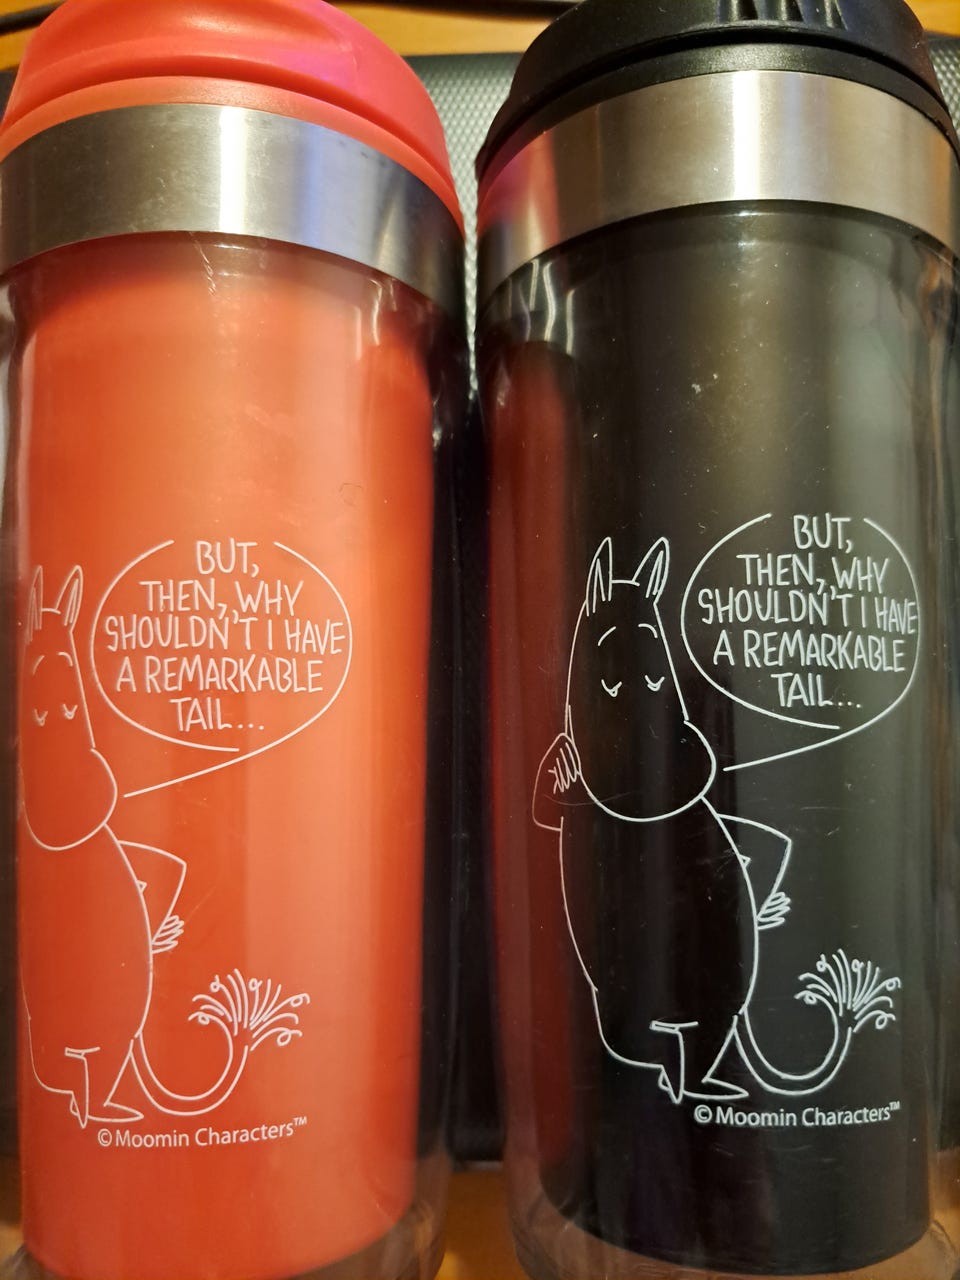 BUT,
THEN, WHY
SHOULDN'T I HAVE
A REMARKABLE
TAIL...
© Moomin Characters™
BUT,
THEN, WHY
SHOULDN'T I HAVE
A REMARKABLE
TAIL...
© Moomin Characters™